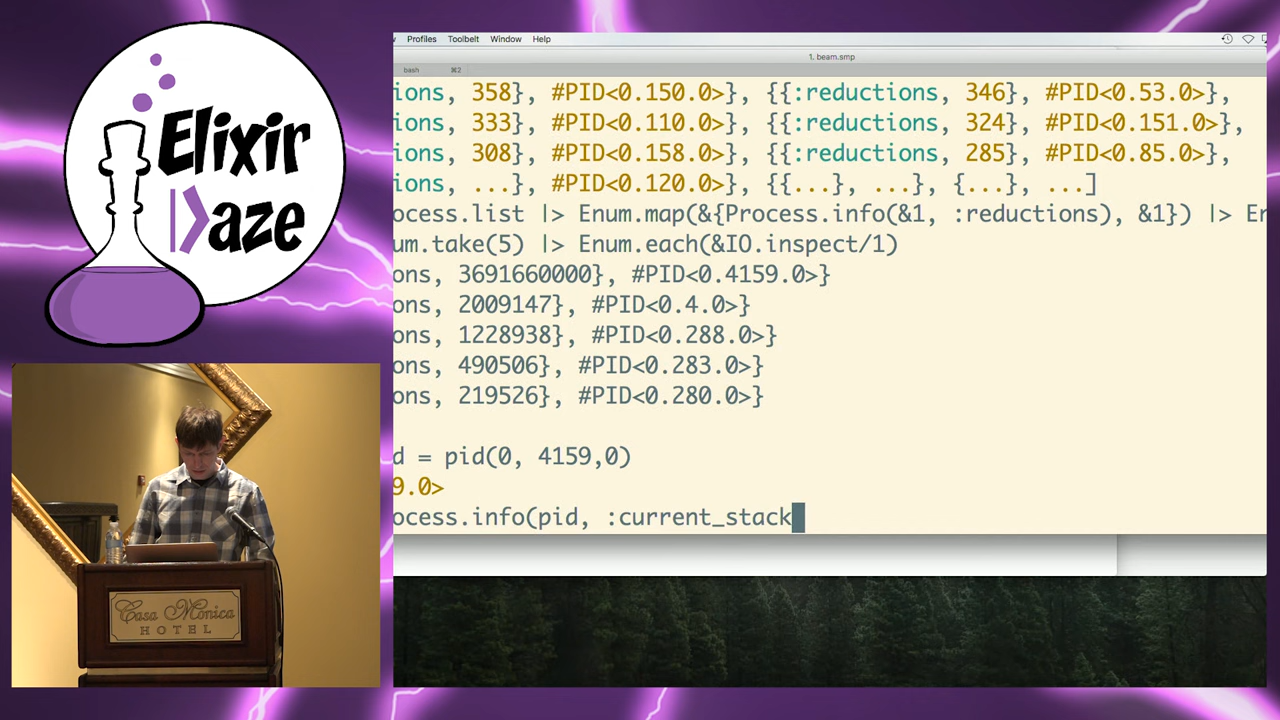 Elixir
Daze
Profiles Toolbelt Window Help
1. beam.smp
bash ⌘2
ions, 358}, #PID<0.150.0>}, {{:reductions, 346}, #PID<0.53.0>},
ions, 333}, #PID<0.110.0>}, {{:reductions, 324}, #PID<0.151.0>},
ions, 308}, #PID<0.158.0>}, {{:reductions, 285}, #PID<0.85.0>},
ions, ...}, #PID<0.120.0>}, {{...}, ...}, {...}, ...]
ocess.list |> Enum.map(&{Process.info(&1, :reductions), &1}) |> En
um.take(5) |> Enum.each(&IO.inspect/1)
ons, 3691660000}, #PID<0.4159.0>}
ons, 2009147}, #PID<0.4.0>}
ons, 1228938}, #PID<0.288.0>}
ons, 490506}, #PID<0.283.0>}
ons, 219526}, #PID<0.280.0>}
d = pid(0, 4159,0)
9.0>
ocess.info(pid, :current_stack
Casa Monica
HOTEL